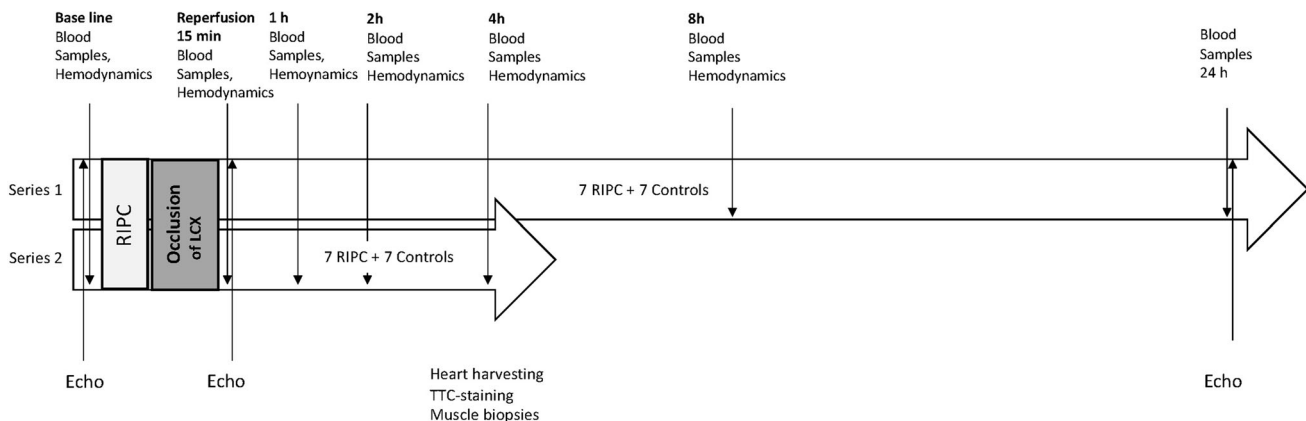 Base line
Blood
Samples,
Hemodynamics
Reperfusion
15 min
Blood
Samples,
Hemodynamics
1 h
Blood
Samples,
Hemoynamics
2h
Blood
Samples
Hemodynamics
4h
Blood
Samples
Hemodynamics
8h
Blood
Samples
Hemodynamics
Blood
Samples
24 h
Series 1
RIPC
Occlusion
of LCX
7 RIPC + 7 Controls
Series 2
7 RIPC + 7 Controls
Echo
Echo
Heart harvesting
TTC-staining
Muscle biopsies
Echo